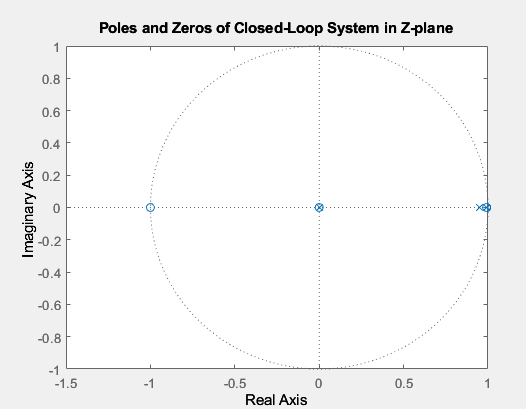 Poles and Zeros of Closed-Loop System in Z-plane
1
0.8
0.6
0.4
0.2
0
-0.2
-0.4
-0.6
-0.8
-1
Imaginary Axis
-1.5 -1 -0.5 0 0.5 1
Real Axis